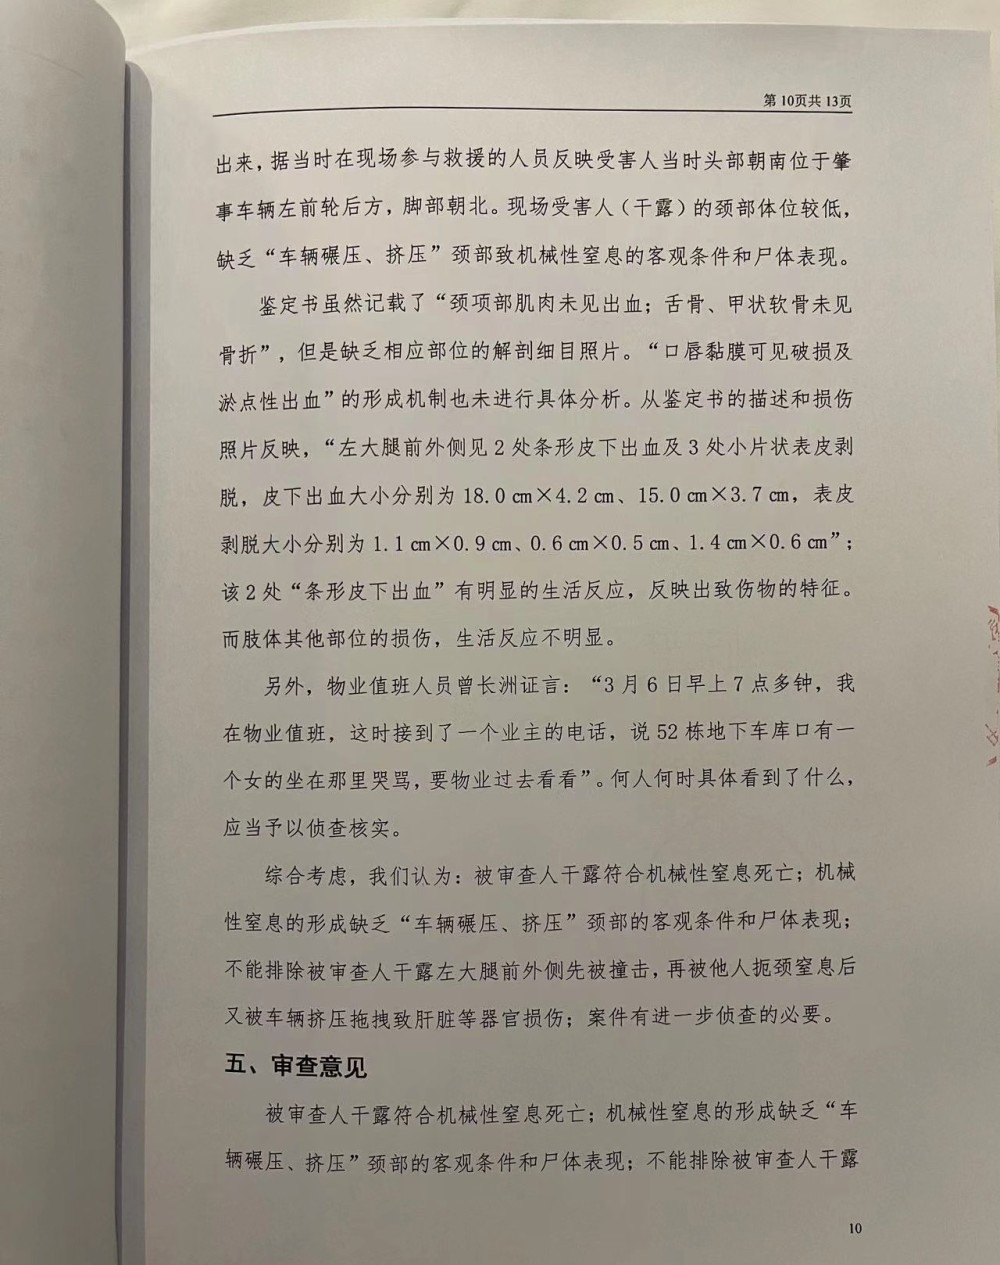 第 10页共 13页
出来，据当时在现场参与救援的人员反映受害人当时头部朝南位于肇
事车辆左前轮后方，脚部朝北。现场受害人（干露）的颈部体位较低，
缺乏“车辆碾压、挤压”颈部致机械性窒息的客观条件和尸体表现。
鉴定书虽然记载了“颈项部肌肉未见出血；舌骨、甲状软骨未见
骨折”，但是缺乏相应部位的解剖细目照片。“口唇黏膜可见破损及
淤点性出血”的形成机制也未进行具体分析。从鉴定书的描述和损伤
照片反映，“左大腿前外侧见 2 处条形皮下出血及 3 处小片状表皮剥
脱，皮下出血大小分别为 18.0 ㎝×4.2 ㎝、15.0 ㎝×3.7 ㎝，表皮
剥脱大小分别为 1.1 ㎝×0.9 ㎝、0.6 ㎝×0.5 ㎝、1.4 ㎝×0.6 ㎝”；
该 2 处“条形皮下出血”有明显的生活反应，反映出致伤物的特征。
而肢体其他部位的损伤，生活反应不明显。
另外，物业值班人员曾长洲证言：“3 月 6 日早上 7 点多钟，我
在物业值班，这时接到了一个业主的电话，说 52 栋地下车库口有一
个女的坐在那里哭骂，要物业过去看看”。何人何时具体看到了什么，
应当予以侦查核实。
综合考虑，我们认为：被审查人干露符合机械性窒息死亡；机械
性窒息的形成缺乏“车辆碾压、挤压”颈部的客观条件和尸体表现；
不能排除被审查人干露左大腿前外侧先被撞击，再被他人扼颈窒息后
又被车辆挤压拖拽致肝脏等器官损伤；案件有进一步侦查的必要。
五、审查意见
被审查人干露符合机械性窒息死亡；机械性窒息的形成缺乏“车
辆碾压、挤压”颈部的客观条件和尸体表现；不能排除被审查人干露
10